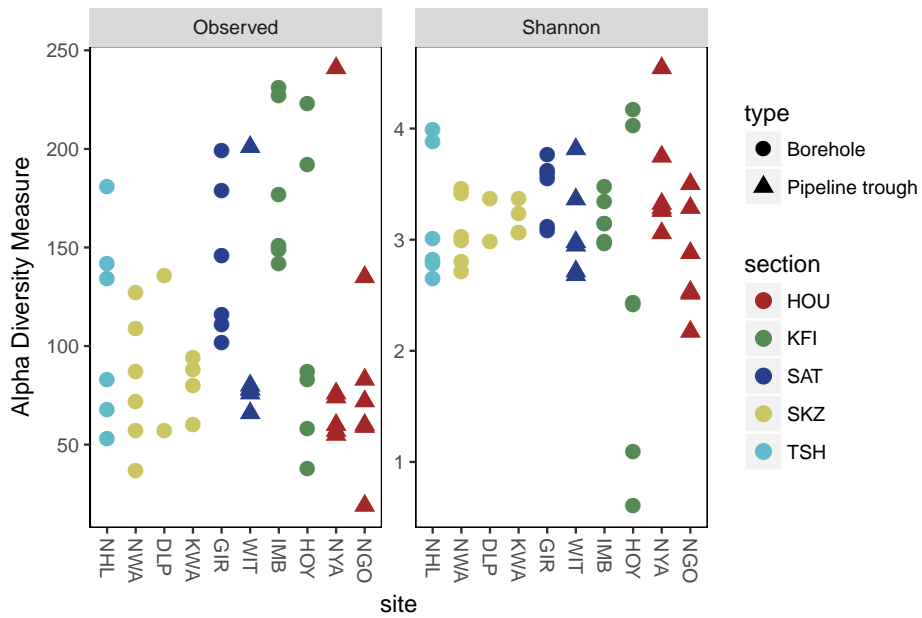 Observed
Shannon
Alpha Diversity Measure
250
200
150
100
50
4
3
2
1
NHL
NWA
DLP
KWA
GIR
WIT
IMB
HOY
NYA
NGO
NHL
NWA
DLP
KWA
GIR
WIT
IMB
HOY
NYA
NGO
site
type
Borehole
Pipeline trough
section
HOU
KFI
SAT
SKZ
TSH